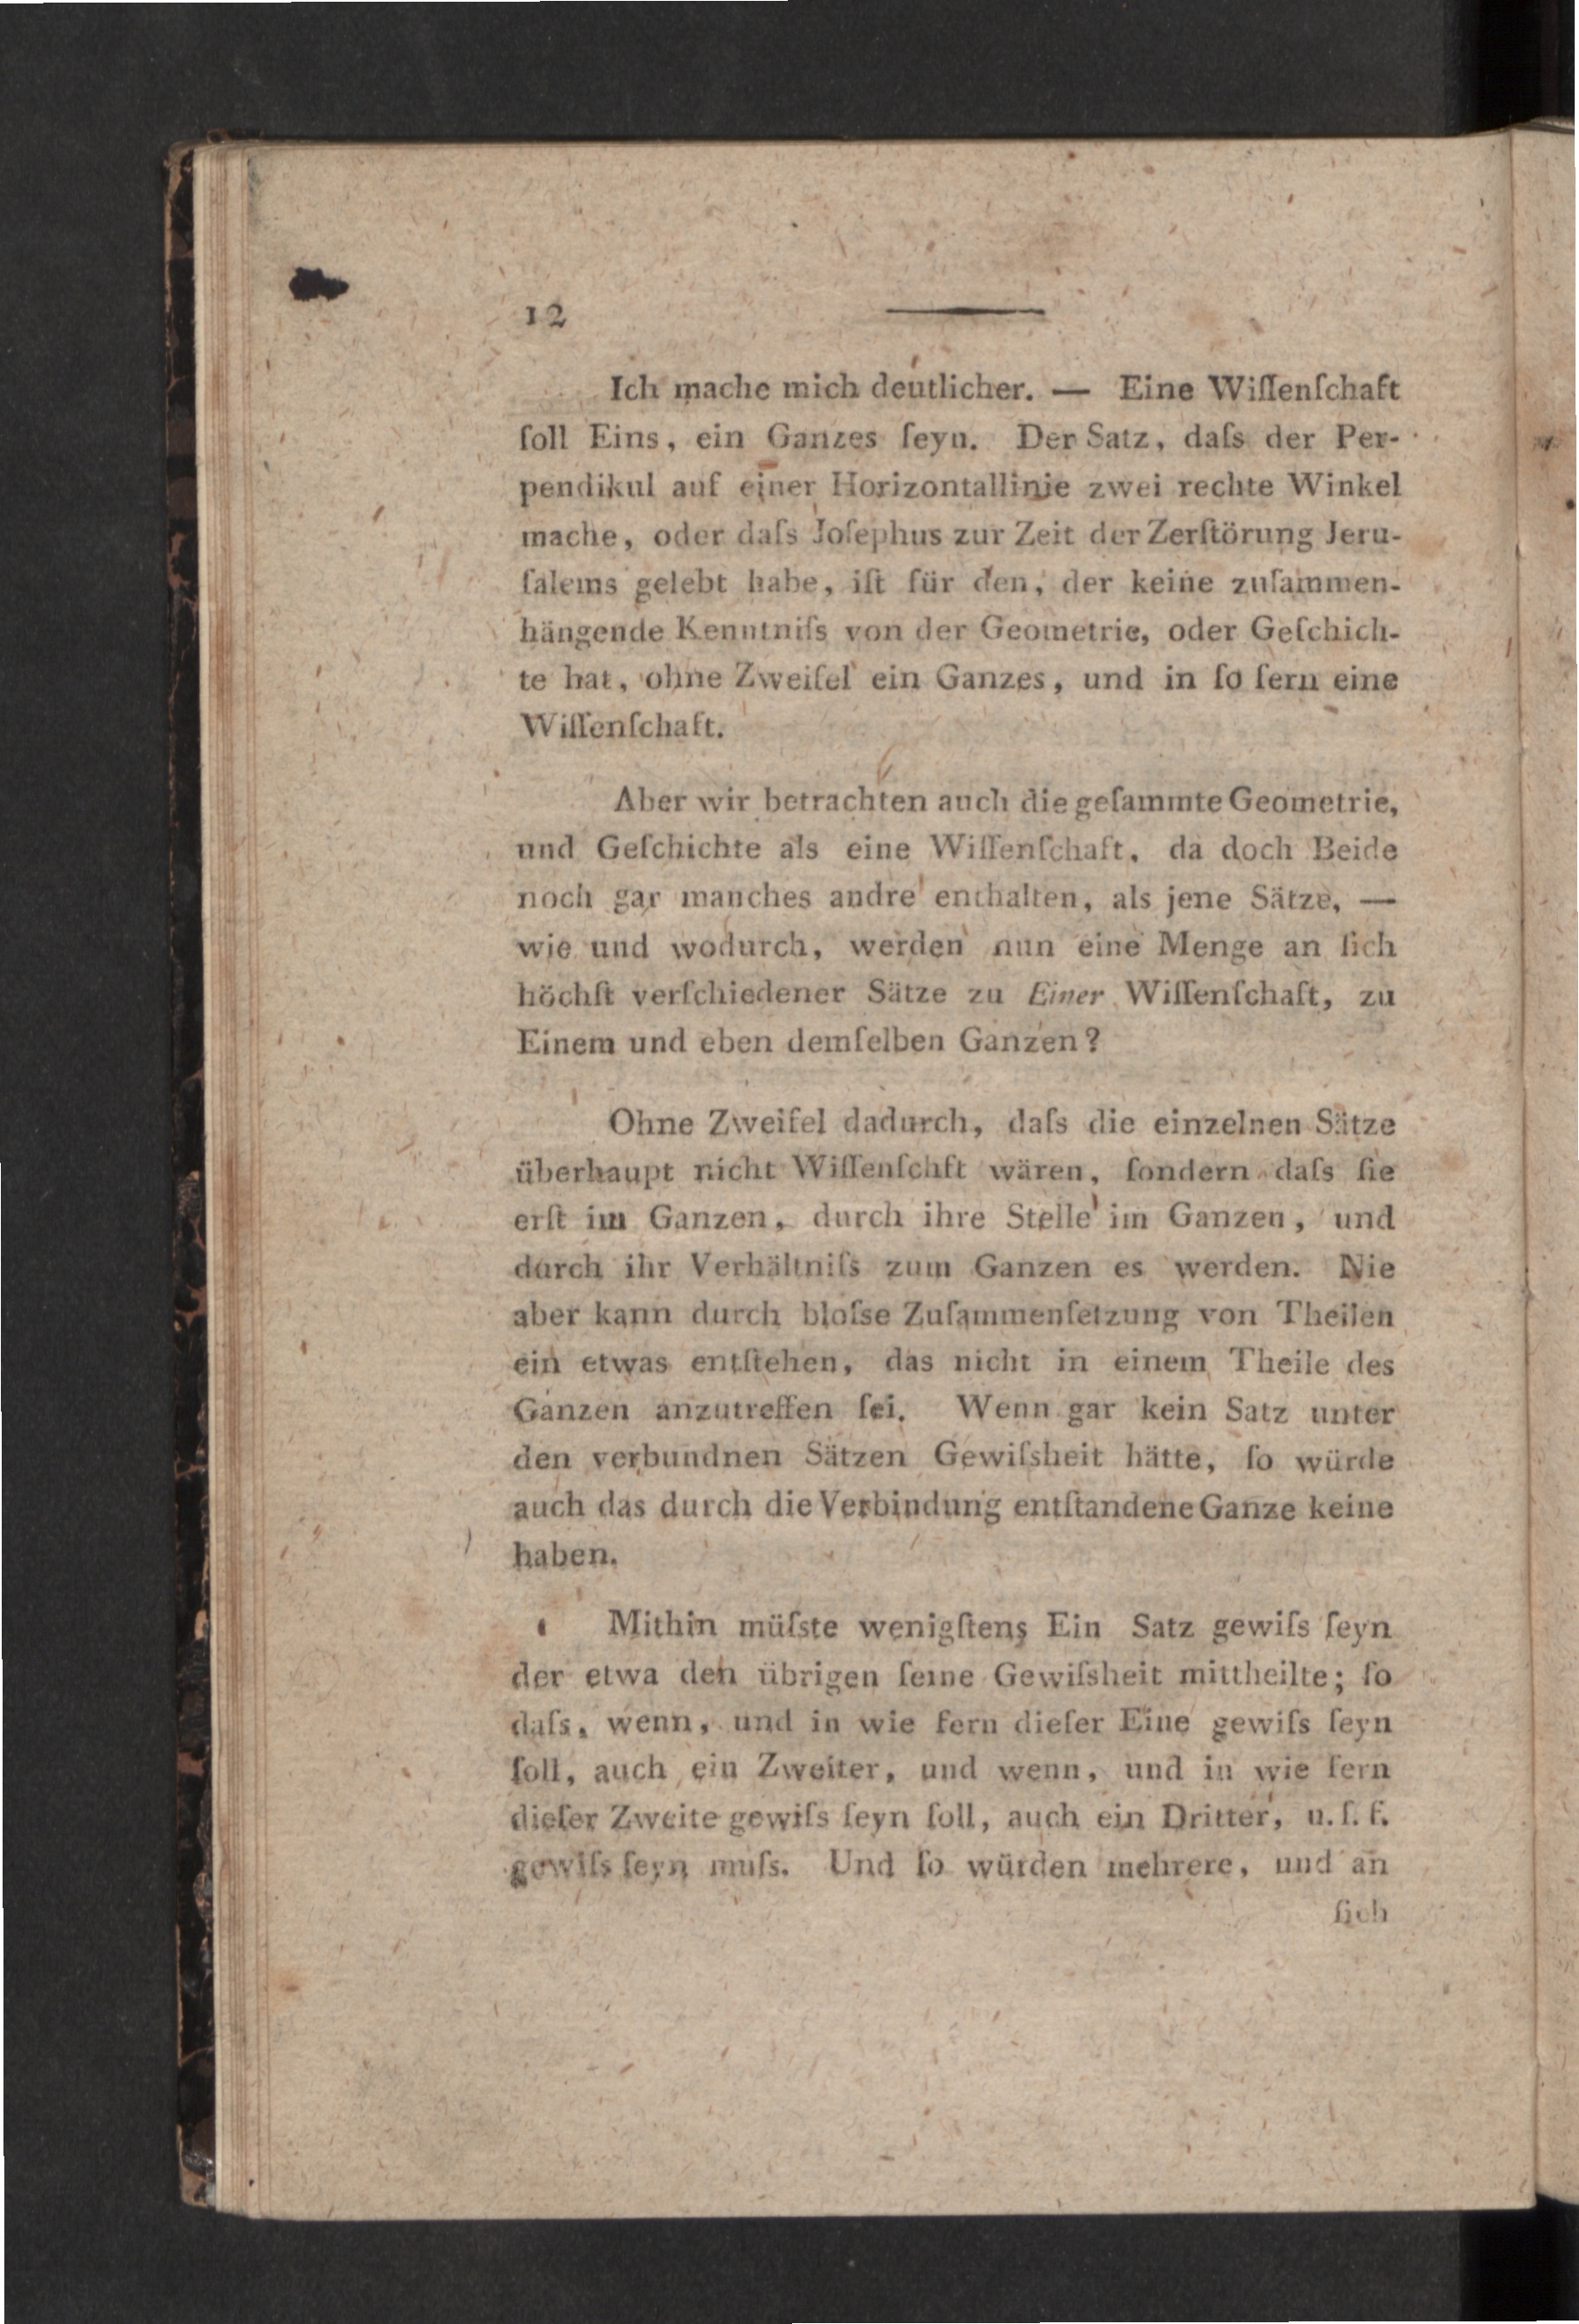 12
Ich mache mich deutlicher. — Eine Wiſſenſchaft
ſoll Eins, ein Ganzes ſeyn. Der Satz, daſs der Per-
pendikul auf einer Horizontallinie zwei rechte Winkel
mache, oder daſs Joſephus zur Zeit der Zerſtörung Jeru-
ſalems gelebt habe, iſt für den, der keine zuſammen-
hängende Kenntniſs von der Geometrie, oder Geſchich-
te hat, ohne Zweifel ein Ganzes, und in ſo fern eine
Wiſſenſchaft.
Aber wir betrachten auch die geſammte Geometrie,
und Geſchichte als eine Wiſſenſchaft, da doch Beide
noch gar manches andre enthalten, als jene Sätze, —
wie und wodurch, werden nun eine Menge an ſich
höchſt verſchiedener Sätze zu Einer Wiſſenſchaft, zu
Einem und eben demſelben Ganzen?
Ohne Zweifel dadurch, daſs die einzelnen Sätze
überhaupt nicht Wiſſenſchft wären, ſondern daſs ſie
erſt im Ganzen, durch ihre Stelle im Ganzen, und
durch ihr Verhältniſs zum Ganzen es werden. Nie
aber kann durch bloſse Zuſammenſetzung von Theilen
ein etwas entſtehen, das nicht in einem Theile des
Ganzen anzutreffen ſei. Wenn gar kein Satz unter
den verbundnen Sätzen Gewiſsheit hätte, ſo würde
auch das durch die Verbindung entſtandene Ganze keine
haben.
Mithin müſste wenigſtens Ein Satz gewiſs ſeyn
der etwa den übrigen ſeine Gewiſsheit mittheilte; ſo
daſs, wenn, und in wie fern dieſer Eine gewiſs ſeyn
ſoll, auch ein Zweiter, und wenn, und in wie fern
dieſer Zweite gewiſs ſeyn ſoll, auch ein Dritter, u. ſ. f.
gewiſs ſeyn muſs. Und ſo würden mehrere, und an
ſich